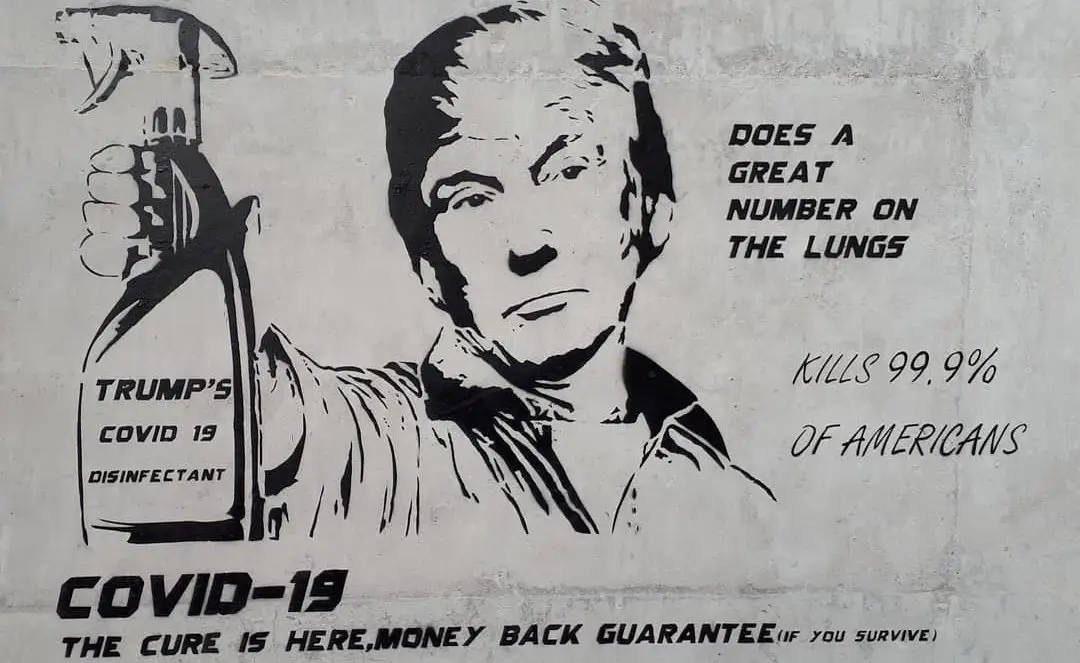 TRUMP'S
COVID 19
DISINFECTANT
DOES A
GREAT
NUMBER ON
THE LUNGS
KILLS 99.9%
OF AMERICANS
COVID-19
THE CURE IS HERE,MONEY BACK GUARANTEE(IF YOU SURVIVE)